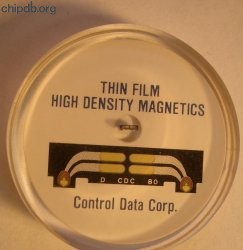 chipdb.org
THIN FILM
HIGH DENSITY MAGNETICS
D CDC 80
Control Data Corp.